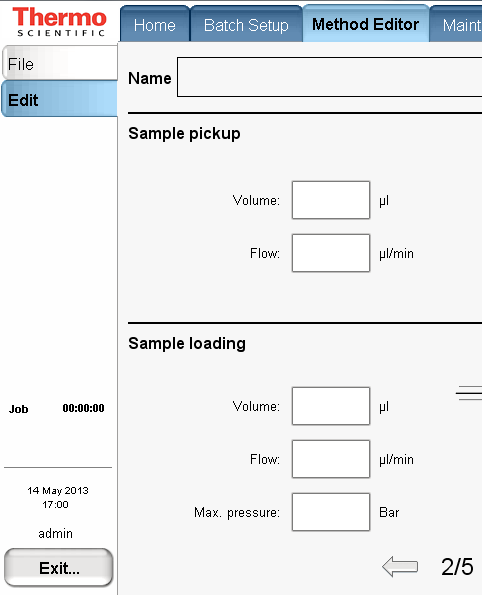 Thermo
SCIENTIFIC
Home
Batch Setup
Method Editor
Maint
File
Edit
Name
Sample pickup
Volume: µl
Flow: µl/min
Sample loading
Volume: µl
Flow: µl/min
Max. pressure: Bar
Job 00:00:00
14 May 2013
17:00
admin
Exit...
2/5